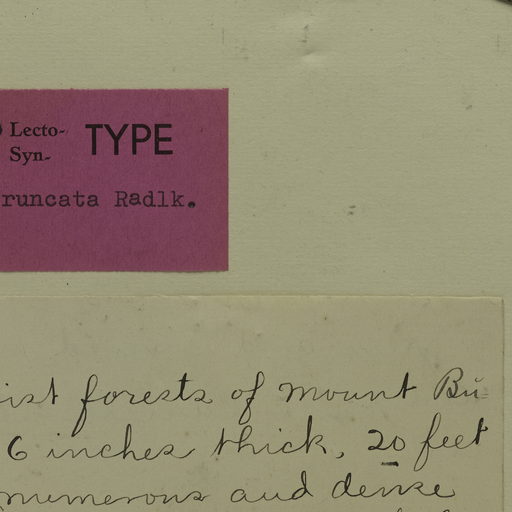 Lecto- TYPE
Syn-
runcata Radlk.
ist forests of mount Bu-
6 inches thick, 20 feet
numerous and dense